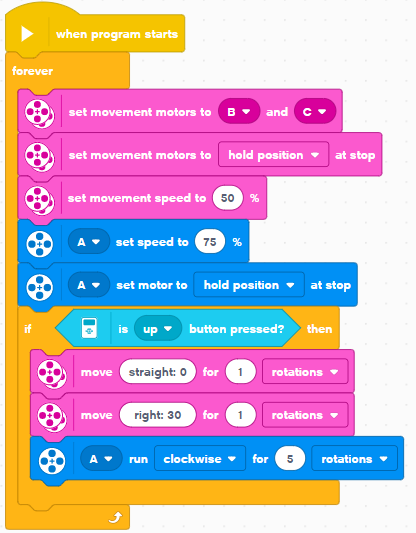 when program starts
forever
set movement motors to B and C
set movement motors to hold position at stop
set movement speed to 50 %
A set speed to 75 %
A set motor to hold position at stop
if is up button pressed? then
move straight: 0 for 1 rotations
move right: 30 for 1 rotations
A run clockwise for 5 rotations